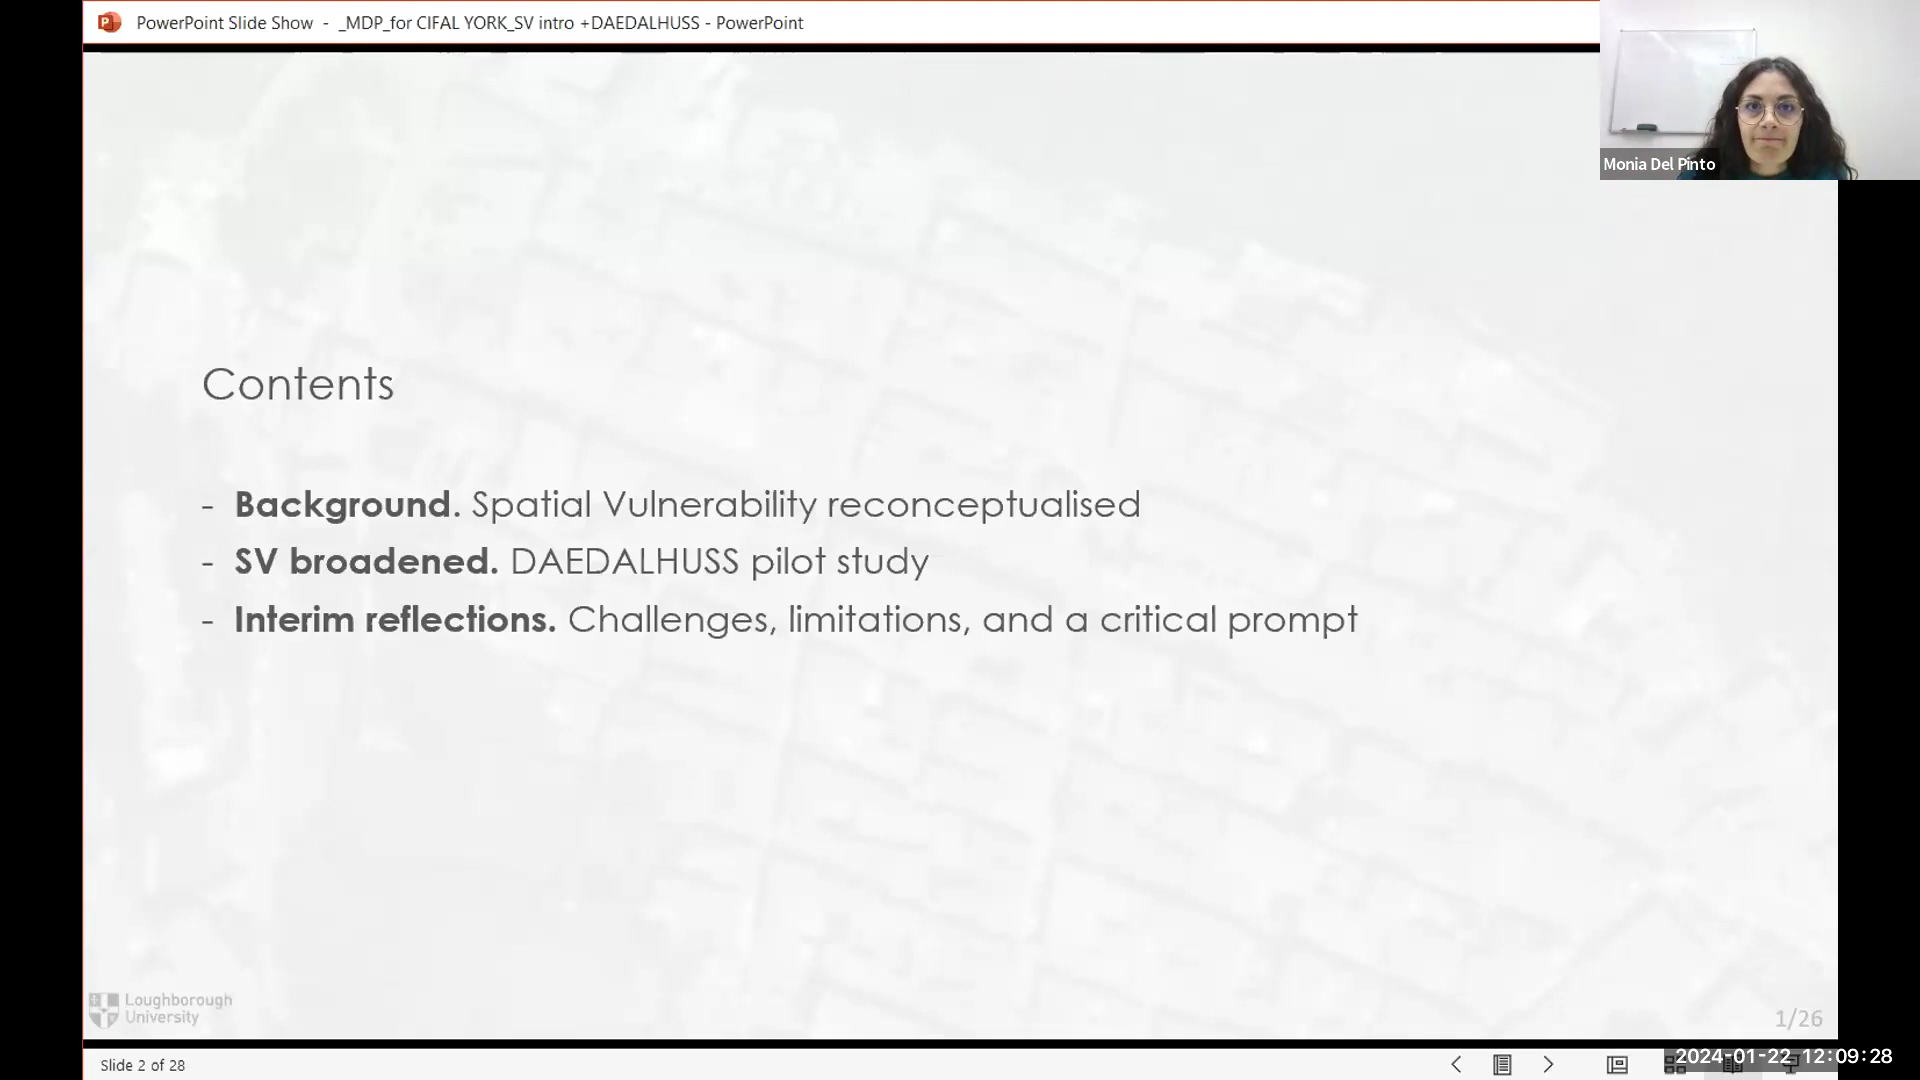 PowerPoint Slide Show - _MDP_for CIFAL YORK_SV intro +DAEDALHUSS - PowerPoint
Monia Del Pinto
Contents
- Background. Spatial Vulnerability reconceptualised
- SV broadened. DAEDALHUSS pilot study
- Interim reflections. Challenges, limitations, and a critical prompt
Loughborough
University
1/26
Slide 2 of 28
2024-01-22 12:09:28